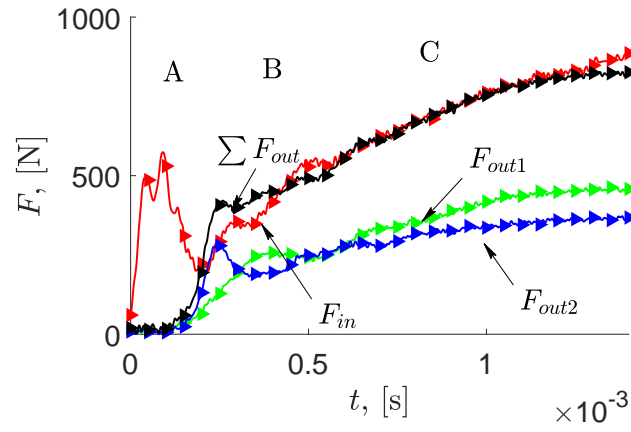 1000
A
B
C
∑ F_out
F_out1
500
F, [N]
F_in
F_out2
0
0
0.5
1
t, [s]
×10^-3